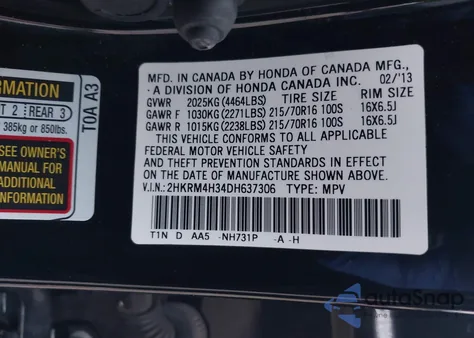 MFD. IN CANADA BY HONDA OF CANADA MFG.,
· A DIVISION OF HONDA CANADA INC. 02/'13
GVWR 2025KG (4464LBS) TIRE SIZE RIM SIZE
GAWR F 1030KG (2271LBS) 215/70R16 100S 16X6.5J
GAWR R 1015KG (2238LBS) 215/70R16 100S 16X6.5J
THIS VEHICLE CONFORMS TO ALL APPLICABLE
FEDERAL MOTOR VEHICLE SAFETY
AND THEFT PREVENTION STANDARDS IN EFFECT
ON THE DATE OF MANUFACTURE SHOWN ABOVE.
V.I.N.: 2HKRM4H34DH637306 TYPE: MPV
T1N D AA5 -NH731P -A -H
REAR 3
385kg or 850lbs.
SEE OWNER'S
MANUAL FOR
ADDITIONAL
T0A A3
autoSnap